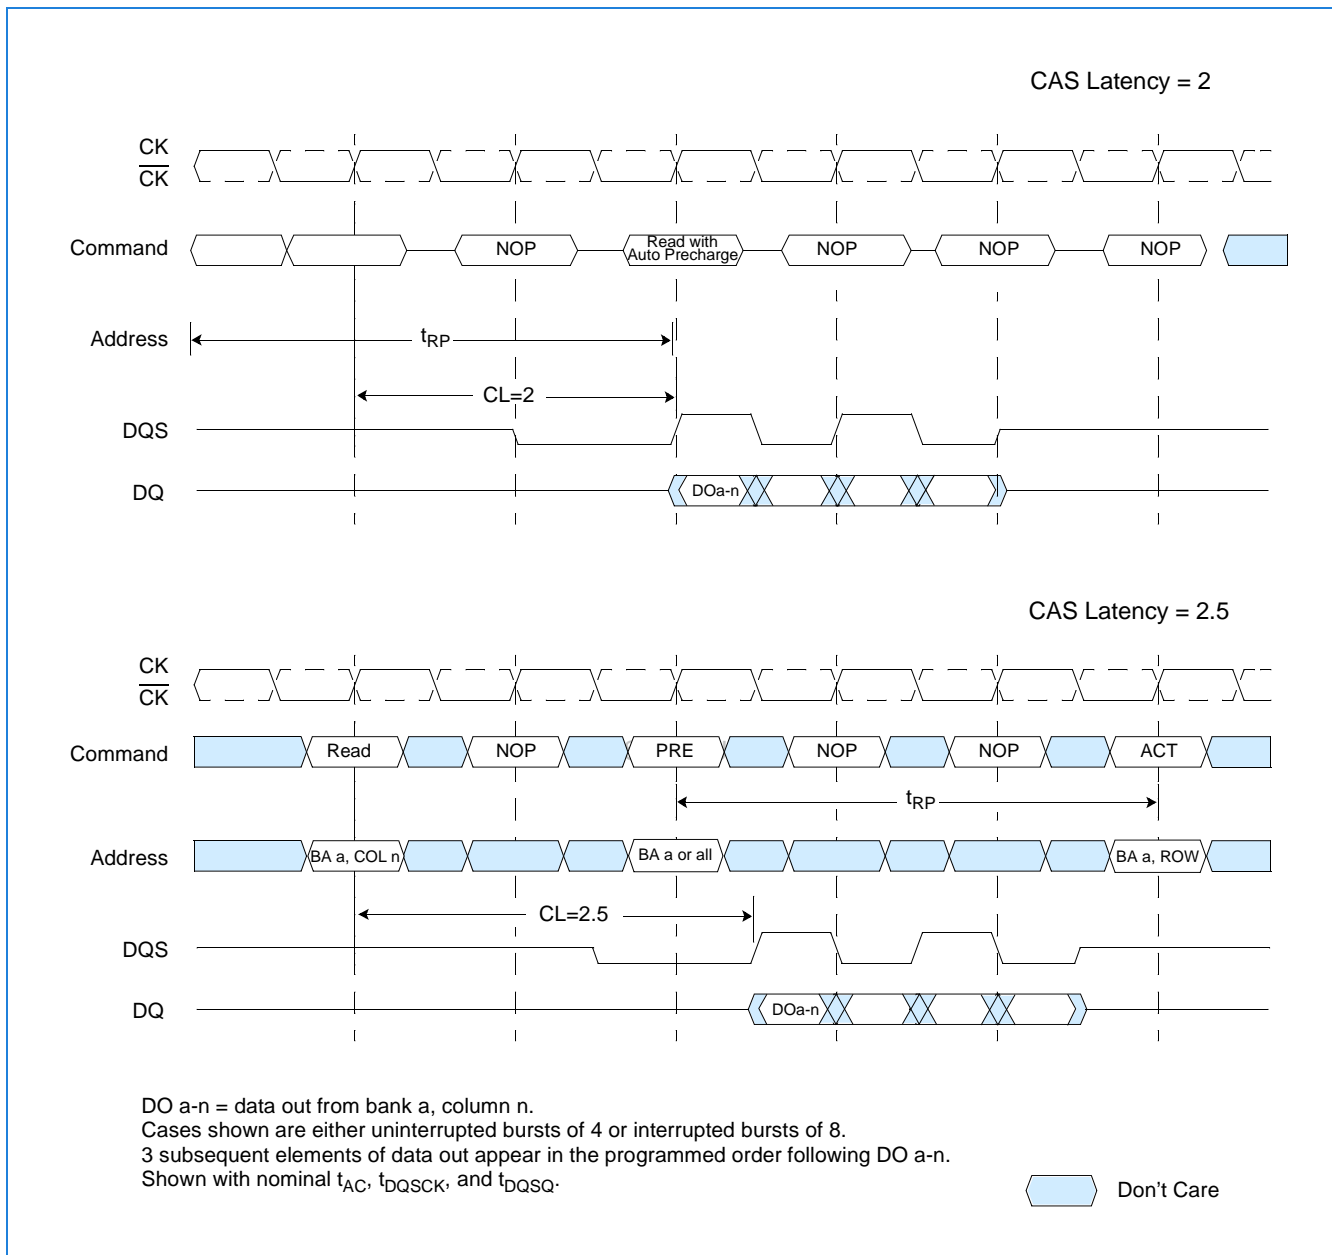 CAS Latency = 2
CK
CK
Command
NOP
Read with
Auto Precharge
NOP
NOP
NOP
Address
tRP
CL=2
DQS
DQ
DOa-n
CAS Latency = 2.5
CK
CK
Command
Read
NOP
PRE
NOP
NOP
ACT
tRP
Address
BA a, COL n
BA a or all
BA a, ROW
CL=2.5
DQS
DQ
DOa-n
DO a-n = data out from bank a, column n.
Cases shown are either uninterrupted bursts of 4 or interrupted bursts of 8.
3 subsequent elements of data out appear in the programmed order following DO a-n.
Shown with nominal tAC, tDQSCK, and tDQSQ.
Don't Care